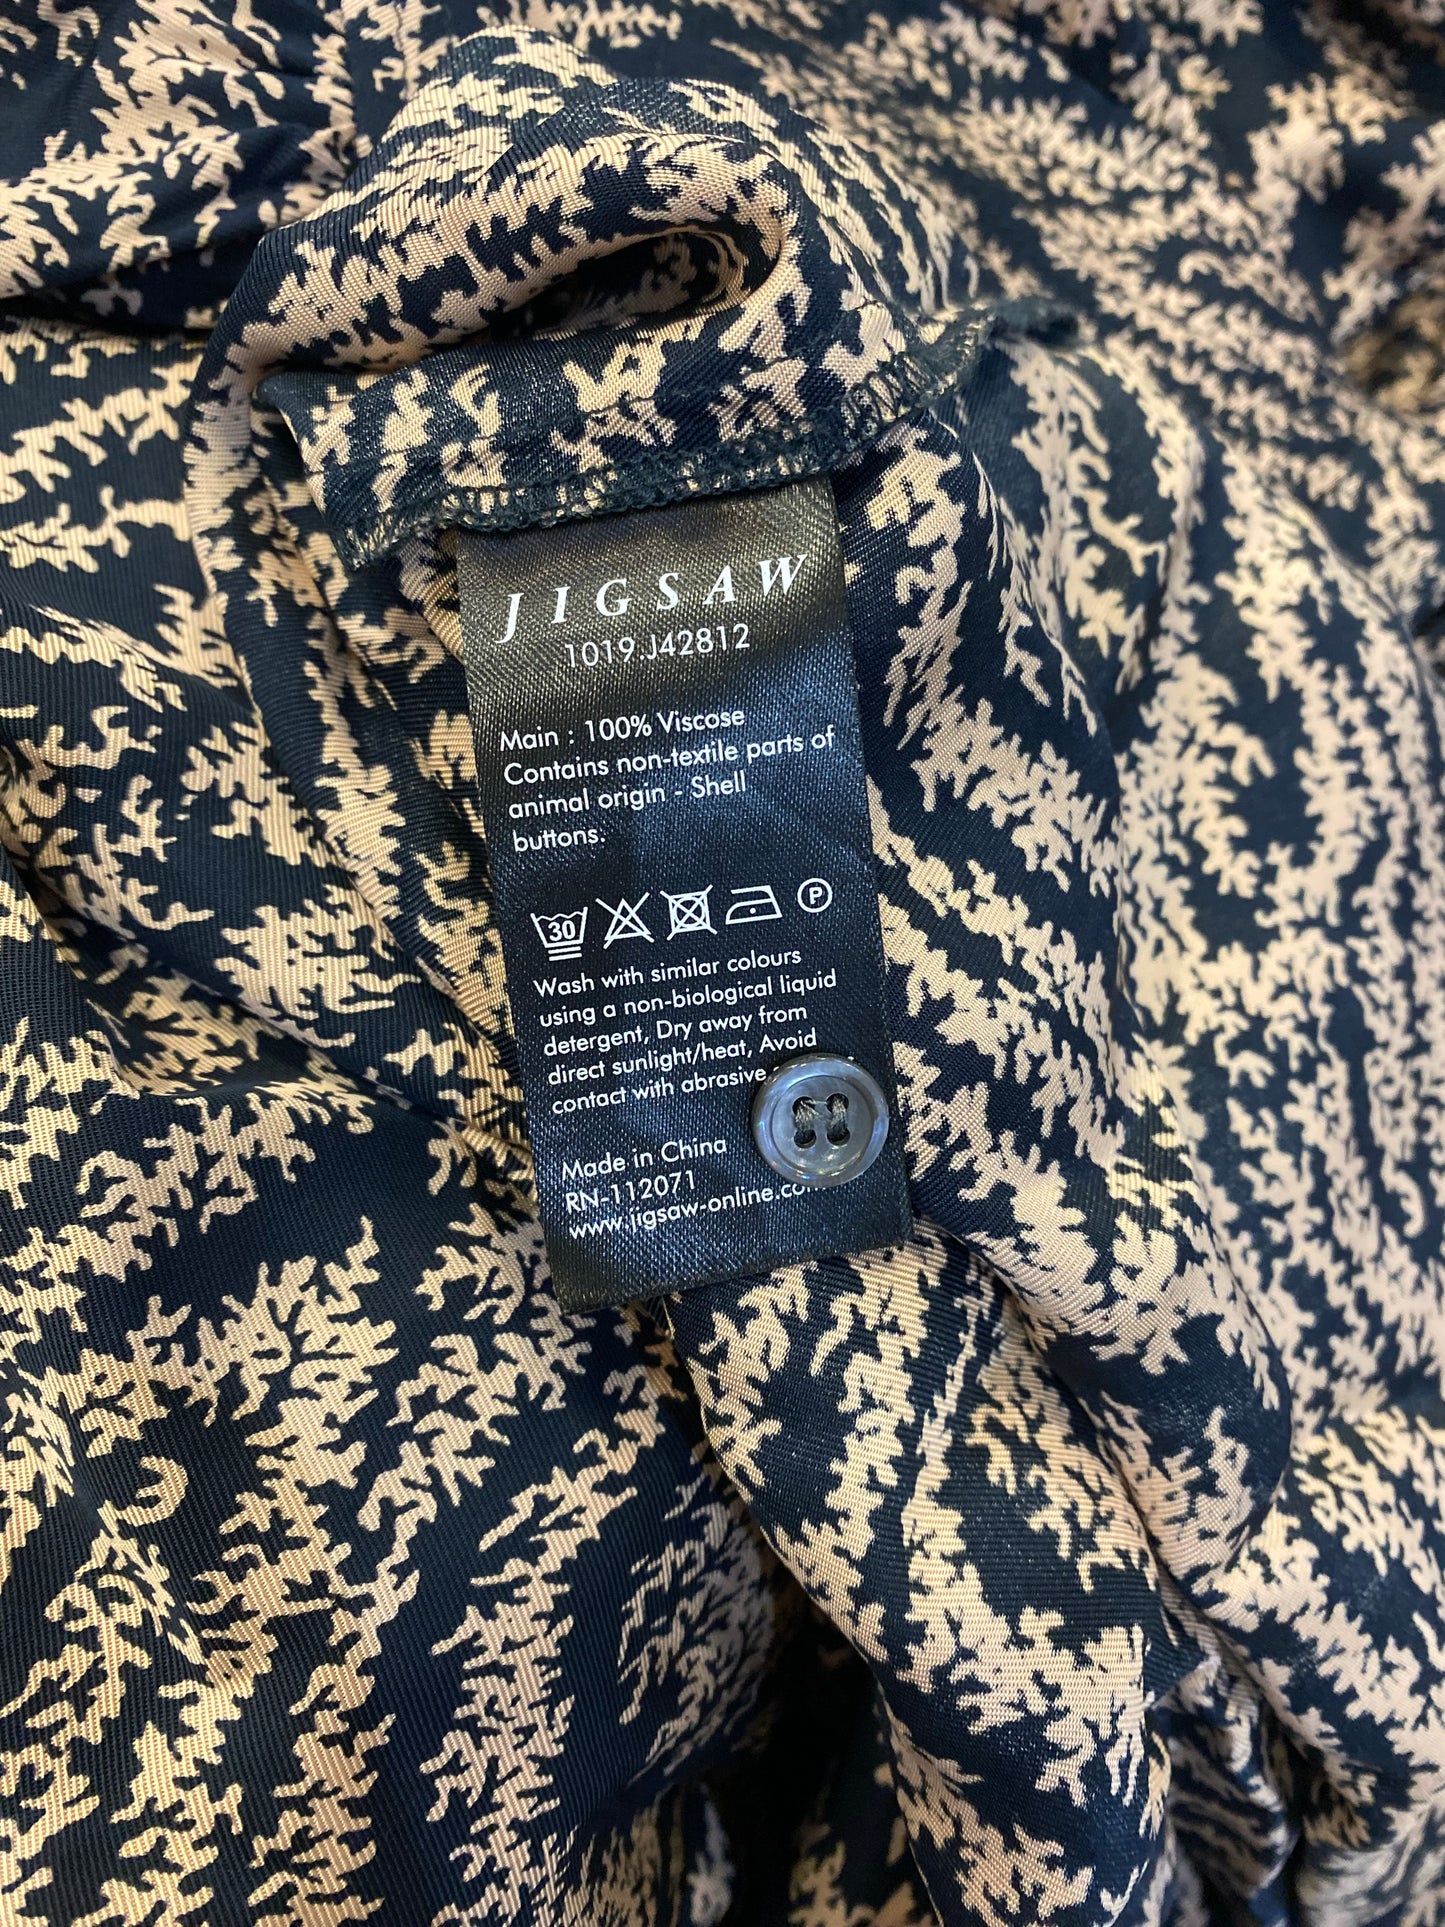 JIGSAW
1019.J42812
Main : 100% Viscose
Contains non-textile parts of
animal origin - Shell
buttons.
30
P
Wash with similar colours
using a non-biological liquid
detergent, Dry away from
direct sunlight/heat, Avoid
contact with abrasive
Made in China
RN-112071
www.jigsaw-online.co